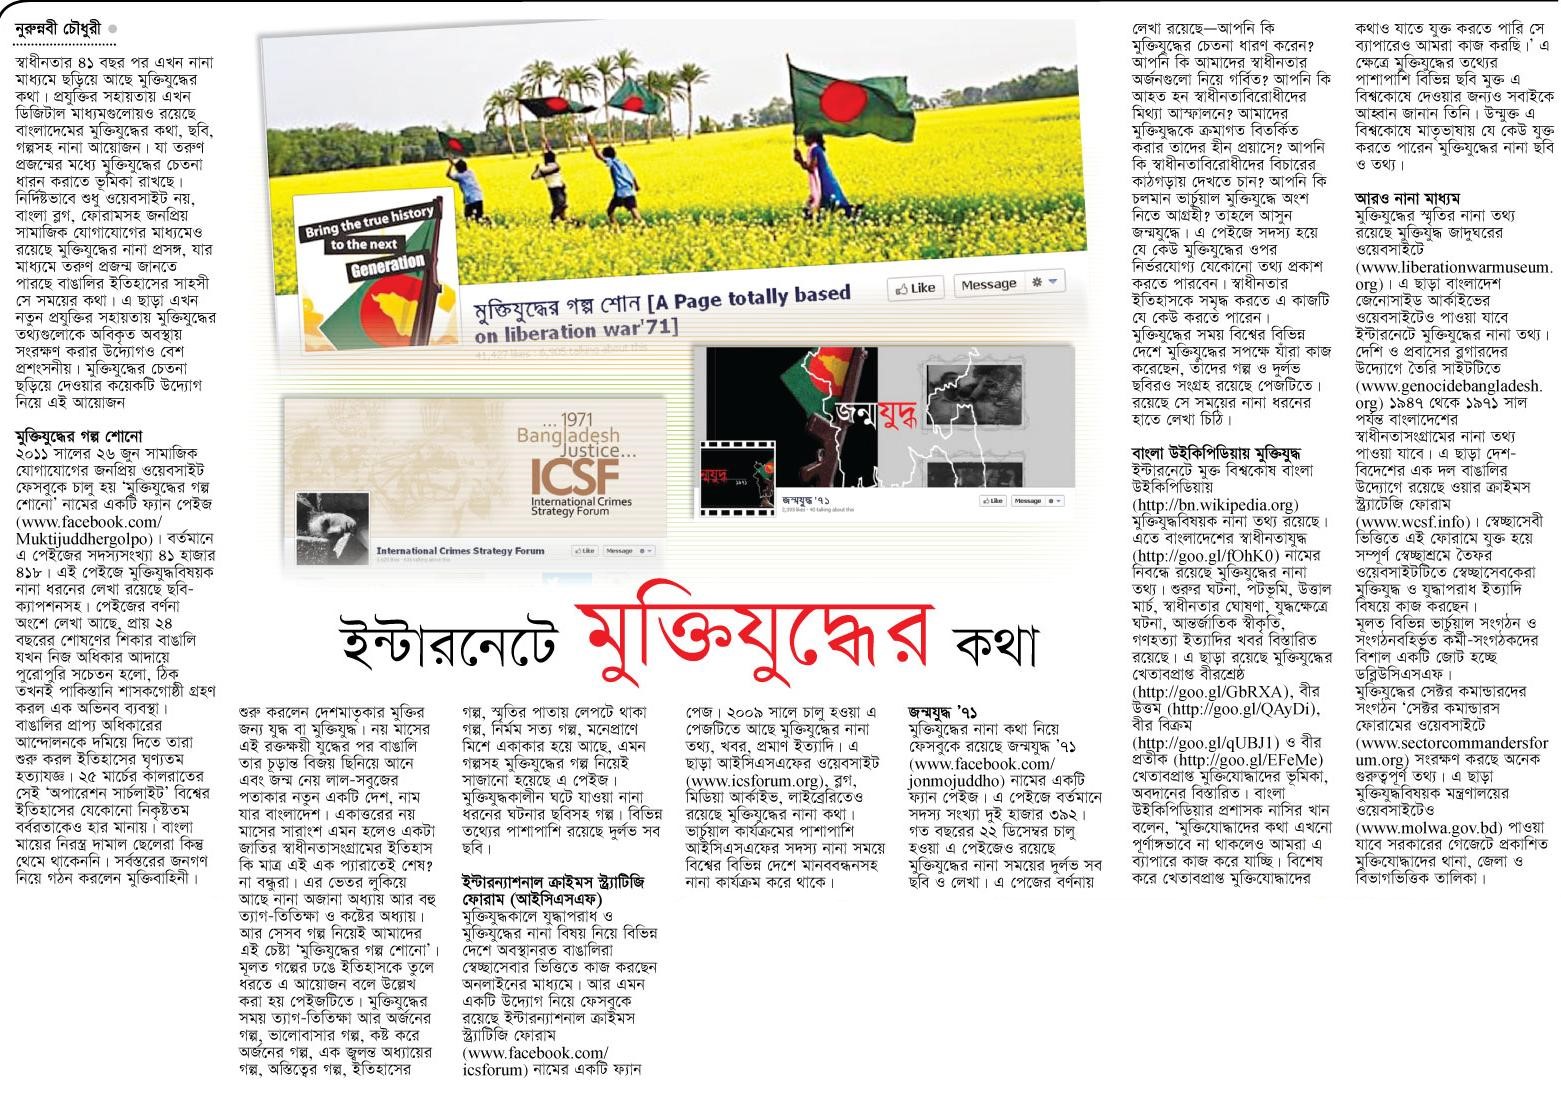 নুরুন্নবী চৌধুরী
স্বাধীনতার ৪১ বছর পর এখন নানা
মাধ্যমে ছড়িয়ে আছে মুক্তিযুদ্ধের
কথা। প্রযুক্তির সহায়তায় এখন
ডিজিটাল মাধ্যমগুলোয়ও রয়েছে
বাংলাদেমের মুক্তিযুদ্ধের কথা, ছবি,
গল্পসহ নানা আয়োজন। যা তরুণ
প্রজন্মের মধ্যে মুক্তিযুদ্ধের চেতনা
ধারন করাতে ভূমিকা রাখছে।
নির্দিষ্টভাবে শুধু ওয়েবসাইট নয়,
বাংলা ব্লগ, ফোরামসহ জনপ্রিয়
সামাজিক যোগাযোগের মাধ্যমেও
রয়েছে মুক্তিযুদ্ধের নানা প্রসঙ্গ, যার
মাধ্যমে তরুণ প্রজন্ম জানতে
পারছে বাঙালির ইতিহাসের সাহসী
সে সময়ের কথা। এ ছাড়া এখন
নতুন প্রযুক্তির সহায়তায় মুক্তিযুদ্ধের
তথ্যগুলোকে অবিকৃত অবস্থায়
সংরক্ষণ করার উদ্যোগও বেশ
প্রশংসনীয়। মুক্তিযুদ্ধের চেতনা
ছড়িয়ে দেওয়ার কয়েকটি উদ্যোগ
নিয়ে এই আয়োজন
মুক্তিযুদ্ধের গল্প শোনো
২০১১ সালের ২৬ জুন সামাজিক
যোগাযোগের জনপ্রিয় ওয়েবসাইট
ফেসবুকে চালু হয় ‘মুক্তিযুদ্ধের গল্প
শোনো’ নামের একটি ফ্যান পেইজ
(www.facebook.com/
Muktijuddhergolpo)। বর্তমানে
এ পেইজের সদস্যসংখ্যা ৪১ হাজার
৪১৮। এই পেইজে মুক্তিযুদ্ধবিষয়ক
নানা ধরনের লেখা রয়েছে ছবি-
ক্যাপশনসহ। পেইজের বর্ণনা
অংশে লেখা আছে, প্রায় ২৪
বছরের শোষণের শিকার বাঙালি
যখন নিজ অধিকার আদায়ে
পুরোপুরি সচেতন হলো, ঠিক
তখনই পাকিস্তানি শাসকগোষ্ঠী গ্রহণ
করল এক অভিনব ব্যবস্থা।
বাঙালির প্রাপ্য অধিকারের
আন্দোলনকে দমিয়ে দিতে তারা
শুরু করল ইতিহাসের ঘৃণ্যতম
হত্যাযজ্ঞ। ২৫ মার্চের কালরাতের
সেই ‘অপারেশন সার্চলাইট’ বিশ্বের
ইতিহাসের যেকোনো নিকৃষ্টতম
বর্বরতাকেও হার মানায়। বাংলা
মায়ের নিরস্ত্র দামাল ছেলেরা কিন্তু
থেমে থাকেননি। সর্বস্তরের জনগণ
নিয়ে গঠন করলেন মুক্তিবাহিনী।
Bring the true history
to the next
Generation
মুক্তিযুদ্ধের গল্প শোন [A Page totally based
on liberation war'71]
41,427 likes · 6,905 talking about this
Like
Message
... 1971
Bangladesh
Justice...
ICSF
International Crimes
Strategy Forum
International Crimes Strategy Forum
Like
Message
জন্মযুদ্ধ
১৯৭১
জন্মযুদ্ধ '৭১
Like
Message
ইন্টারনেটে মুক্তিযুদ্ধের কথা
শুরু করলেন দেশমাতৃকার মুক্তির
জন্য যুদ্ধ বা মুক্তিযুদ্ধ। নয় মাসের
এই রক্তক্ষয়ী যুদ্ধের পর বাঙালি
তার চূড়ান্ত বিজয় ছিনিয়ে আনে
এবং জন্ম নেয় লাল-সবুজের
পতাকার নতুন একটি দেশ, নাম
যার বাংলাদেশ। একাত্তরের নয়
মাসের সারাংশ এমন হলেও একটা
জাতির স্বাধীনতাসংগ্রামের ইতিহাস
কি মাত্র এই এক প্যারাতেই শেষ?
না বন্ধুরা। এর ভেতর লুকিয়ে
আছে নানা অজানা অধ্যায় আর বহু
ত্যাগ-তিতিক্ষা ও কষ্টের অধ্যায়।
আর সেসব গল্প নিয়েই আমাদের
এই চেষ্টা ‘মুক্তিযুদ্ধের গল্প শোনো’।
মূলত গল্পের ঢঙে ইতিহাসকে তুলে
ধরতে এ আয়োজন বলে উল্লেখ
করা হয় পেইজটিতে। মুক্তিযুদ্ধের
সময় ত্যাগ-তিতিক্ষা আর অর্জনের
গল্প, ভালোবাসার গল্প, কষ্ট করে
অর্জনের গল্প, এক জ্বলন্ত অধ্যায়ের
গল্প, অস্তিত্বের গল্প, ইতিহাসের
গল্প, স্মৃতির পাতায় লেপটে থাকা
গল্প, নির্মম সত্য গল্প, মনেপ্রাণে
মিশে একাকার হয়ে আছে, এমন
গল্পসহ মুক্তিযুদ্ধের গল্প নিয়েই
সাজানো হয়েছে এ পেইজ।
মুক্তিযুদ্ধকালীন ঘটে যাওয়া নানা
ধরনের ঘটনার ছবিসহ গল্প। বিভিন্ন
তথ্যের পাশাপাশি রয়েছে দুর্লভ সব
ছবি।
ইন্টারন্যাশনাল ক্রাইমস স্ট্র্যাটিজি
ফোরাম (আইসিএসএফ)
মুক্তিযুদ্ধকালে যুদ্ধাপরাধ ও
মুক্তিযুদ্ধের নানা বিষয় নিয়ে বিভিন্ন
দেশে অবস্থানরত বাঙালিরা
স্বেচ্ছাসেবার ভিত্তিতে কাজ করছেন
অনলাইনের মাধ্যমে। আর এমন
একটি উদ্যোগ নিয়ে ফেসবুকে
রয়েছে ইন্টারন্যাশনাল ক্রাইমস
স্ট্র্যাটিজি ফোরাম
(www.facebook.com/
icsforum) নামের একটি ফ্যান
পেজ। ২০০৯ সালে চালু হওয়া এ
পেজটিতে আছে মুক্তিযুদ্ধের নানা
তথ্য, খবর, প্রমাণ ইত্যাদি। এ
ছাড়া আইসিএসএফের ওয়েবসাইট
(www.icsforum.org), ব্লগ,
মিডিয়া আর্কাইভ, লাইব্রেরিতেও
রয়েছে মুক্তিযুদ্ধের নানা কথা।
ভার্চুয়াল কার্যক্রমের পাশাপাশি
আইসিএসএফের সদস্য নানা সময়ে
বিশ্বের বিভিন্ন দেশে মানববন্ধনসহ
নানা কার্যক্রম করে থাকে।
জন্মযুদ্ধ ’৭১
মুক্তিযুদ্ধের নানা কথা নিয়ে
ফেসবুকে রয়েছে জন্মযুদ্ধ ’৭১
(www.facebook.com/
jonmojuddho) নামের একটি
ফ্যান পেইজ। এ পেইজে বর্তমানে
সদস্য সংখ্যা দুই হাজার ৩৯২।
গত বছরের ২২ ডিসেম্বর চালু
হওয়া এ পেইজেও রয়েছে
মুক্তিযুদ্ধের নানা সময়ের দুর্লভ সব
ছবি ও লেখা। এ পেজের বর্ণনায়
লেখা রয়েছে—আপনি কি
মুক্তিযুদ্ধের চেতনা ধারণ করেন?
আপনি কি আমাদের স্বাধীনতার
অর্জনগুলো নিয়ে গর্বিত? আপনি কি
আহত হন স্বাধীনতাবিরোধীদের
মিথ্যা আস্ফালনে? আমাদের
মুক্তিযুদ্ধকে ক্রমাগত বিতর্কিত
করার তাদের হীন প্রয়াসে? আপনি
কি স্বাধীনতাবিরোধীদের বিচারের
কাঠগড়ায় দেখতে চান? আপনি কি
চলমান ভার্চুয়াল মুক্তিযুদ্ধে অংশ
নিতে আগ্রহী? তাহলে আসুন
জন্মযুদ্ধে। এ পেইজে সদস্য হয়ে
যে কেউ মুক্তিযুদ্ধের ওপর
নির্ভরযোগ্য যেকোনো তথ্য প্রকাশ
করতে পারবেন। স্বাধীনতার
ইতিহাসকে সমৃদ্ধ করতে এ কাজটি
যে কেউ করতে পারেন।
মুক্তিযুদ্ধের সময় বিশ্বের বিভিন্ন
দেশে মুক্তিযুদ্ধের সপক্ষে যাঁরা কাজ
করেছেন, তাঁদের গল্প ও দুর্লভ
ছবিরও সংগ্রহ রয়েছে পেজটিতে।
রয়েছে সে সময়ের নানা ধরনের
হাতে লেখা চিঠি।
বাংলা উইকিপিডিয়ায় মুক্তিযুদ্ধ
ইন্টারনেটে মুক্ত বিশ্বকোষ বাংলা
উইকিপিডিয়ায়
(http://bn.wikipedia.org)
মুক্তিযুদ্ধবিষয়ক নানা তথ্য রয়েছে।
এতে বাংলাদেশের স্বাধীনতাযুদ্ধ
(http://goo.gl/fOhK0) নামের
নিবন্ধে রয়েছে মুক্তিযুদ্ধের নানা
তথ্য। শুরুর ঘটনা, পটভূমি, উত্তাল
মার্চ, স্বাধীনতার ঘোষণা, যুদ্ধক্ষেত্রে
ঘটনা, আন্তর্জাতিক স্বীকৃতি,
গণহত্যা ইত্যাদির খবর বিস্তারিত
রয়েছে। এ ছাড়া রয়েছে মুক্তিযুদ্ধের
খেতাবপ্রাপ্ত বীরশ্রেষ্ঠ
(http://goo.gl/GbRXA), বীর
উত্তম (http://goo.gl/QAyDi),
বীর বিক্রম
(http://goo.gl/qUBJ1) ও বীর
প্রতীক (http://goo.gl/EFeMe)
খেতাবপ্রাপ্ত মুক্তিযোদ্ধাদের ভূমিকা,
অবদানের বিস্তারিত। বাংলা
উইকিপিডিয়ার প্রশাসক নাসির খান
বলেন, ‘মুক্তিযোদ্ধাদের কথা এখনো
পূর্ণাঙ্গভাবে না থাকলেও আমরা এ
ব্যাপারে কাজ করে যাচ্ছি। বিশেষ
করে খেতাবপ্রাপ্ত মুক্তিযোদ্ধাদের
কথাও যাতে যুক্ত করতে পারি সে
ব্যাপারেও আমরা কাজ করছি।’ এ
ক্ষেত্রে মুক্তিযুদ্ধের তথ্যের
পাশাপাশি বিভিন্ন ছবি মুক্ত এ
বিশ্বকোষে দেওয়ার জন্যও সবাইকে
আহ্বান জানান তিনি। উন্মুক্ত এ
বিশ্বকোষে মাতৃভাষায় যে কেউ যুক্ত
করতে পারেন মুক্তিযুদ্ধের নানা ছবি
ও তথ্য।
আরও নানা মাধ্যম
মুক্তিযুদ্ধের স্মৃতির নানা তথ্য
রয়েছে মুক্তিযুদ্ধ জাদুঘরের
ওয়েবসাইটে
(www.liberationwarmuseum.
org)। এ ছাড়া বাংলাদেশ
জেনোসাইড আর্কাইভের
ওয়েবসাইটেও পাওয়া যাবে
ইন্টারনেটে মুক্তিযুদ্ধের নানা তথ্য।
দেশি ও প্রবাসের ব্লগারদের
উদ্যোগে তৈরি সাইটটিতে
(www.genocidebangladesh.
org) ১৯৪৭ থেকে ১৯৭১ সাল
পর্যন্ত বাংলাদেশের
স্বাধীনতাসংগ্রামের নানা তথ্য
পাওয়া যাবে। এ ছাড়া দেশ-
বিদেশের এক দল বাঙালির
উদ্যোগে রয়েছে ওয়ার ক্রাইমস
স্ট্র্যাটেজি ফোরাম
(www.wcsf.info)। স্বেচ্ছাসেবী
ভিত্তিতে এই ফোরামে যুক্ত হয়ে
সম্পূর্ণ স্বেচ্ছাশ্রমে তৈফর
ওয়েবসাইটটিতে স্বেচ্ছাসেবকেরা
মুক্তিযুদ্ধ ও যুদ্ধাপরাধ ইত্যাদি
বিষয়ে কাজ করছেন।
মূলত বিভিন্ন ভার্চুয়াল সংগঠন ও
সংগঠনবহির্ভূত কর্মী-সংগঠকদের
বিশাল একটি জোট হচ্ছে
ডব্লিউসিএসএফ।
মুক্তিযুদ্ধের সেক্টর কমান্ডারদের
সংগঠন ‘সেক্টর কমান্ডারস
ফোরামের ওয়েবসাইটে
(www.sectorcommandersfor
um.org) সংরক্ষণ করছে অনেক
গুরুত্বপূর্ণ তথ্য। এ ছাড়া
মুক্তিযুদ্ধবিষয়ক মন্ত্রণালয়ের
ওয়েবসাইটেও
(www.molwa.gov.bd) পাওয়া
যাবে সরকারের গেজেটে প্রকাশিত
মুক্তিযোদ্ধাদের থানা, জেলা ও
বিভাগভিত্তিক তালিকা।